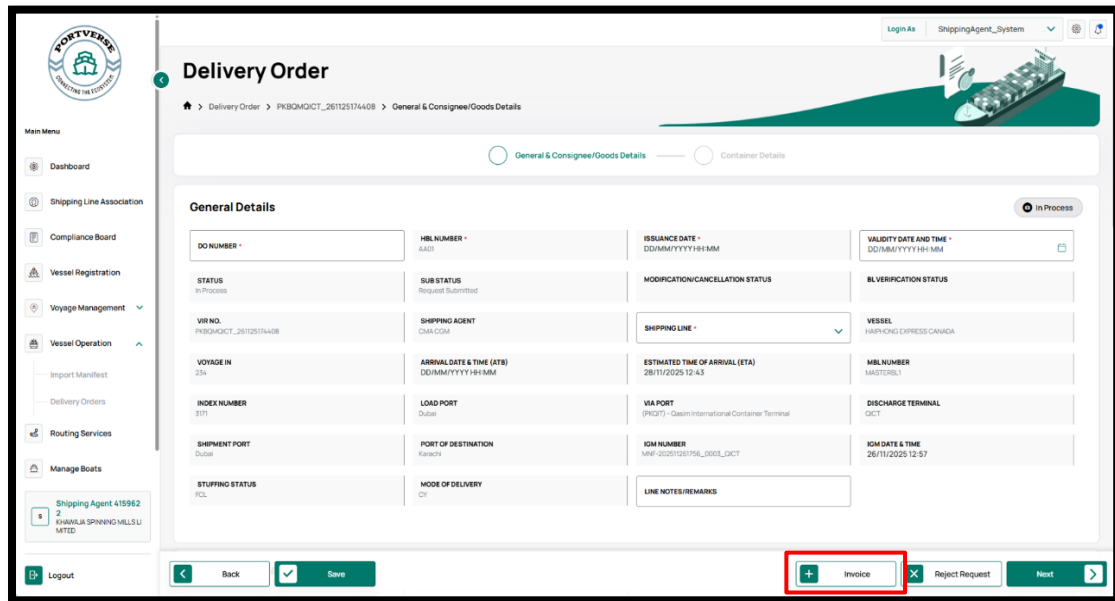 PORTVERSE
CONNECTING THE ECOSYSTEM
Login As ShippingAgent_System
Delivery Order
> Delivery Order > PKBQMQICT_261125174408 > General & Consignee/Goods Details
Main Menu
Dashboard
Shipping Line Association
Compliance Board
Vessel Registration
Voyage Management
Vessel Operation
Import Manifest
Delivery Orders
Routing Services
Manage Boats
S
Shipping Agent 415962
2
KHAWAJA SPINNING MILLS LI
MITED
Logout
General & Consignee/Goods Details
Container Details
General Details
In Process
DO NUMBER *
HBL NUMBER *
AA01
ISSUANCE DATE *
DD/MM/YYYY HH:MM
VALIDITY DATE AND TIME *
DD/MM/YYYY HH:MM
STATUS
In Process
SUB STATUS
Request Submitted
MODIFICATION/CANCELLATION STATUS
BL VERIFICATION STATUS
VIR NO.
PKBQMQICT_261125174408
SHIPPING AGENT
CMA CGM
SHIPPING LINE *
VESSEL
HAIPHONG EXPRESS CANADA
VOYAGE IN
234
ARRIVAL DATE & TIME (ATB)
DD/MM/YYYY HH:MM
ESTIMATED TIME OF ARRIVAL (ETA)
28/11/2025 12:43
MBL NUMBER
MASTERBL1
INDEX NUMBER
3171
LOAD PORT
Dubai
VIA PORT
(PKQIT) - Qasim International Container Terminal
DISCHARGE TERMINAL
QICT
SHIPMENT PORT
Dubai
PORT OF DESTINATION
Karachi
IGM NUMBER
MNF-202511261756_0003_QICT
IGM DATE & TIME
26/11/2025 12:57
STUFFING STATUS
FCL
MODE OF DELIVERY
CY
LINE NOTES/REMARKS
Back
Save
Invoice
Reject Request
Next